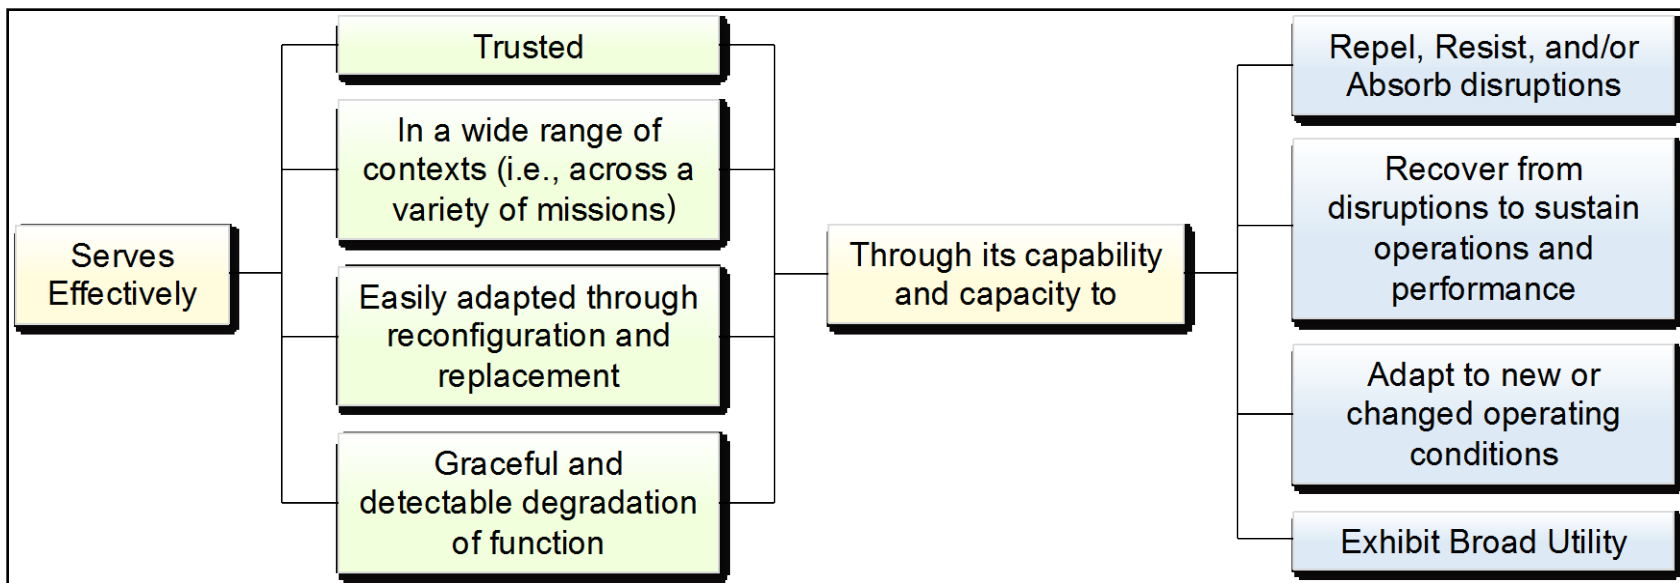 Serves
Effectively
Trusted
In a wide range of
contexts (i.e., across a
variety of missions)
Easily adapted through
reconfiguration and
replacement
Graceful and
detectable degradation
of function
Through its capability
and capacity to
Repel, Resist, and/or
Absorb disruptions
Recover from
disruptions to sustain
operations and
performance
Adapt to new or
changed operating
conditions
Exhibit Broad Utility